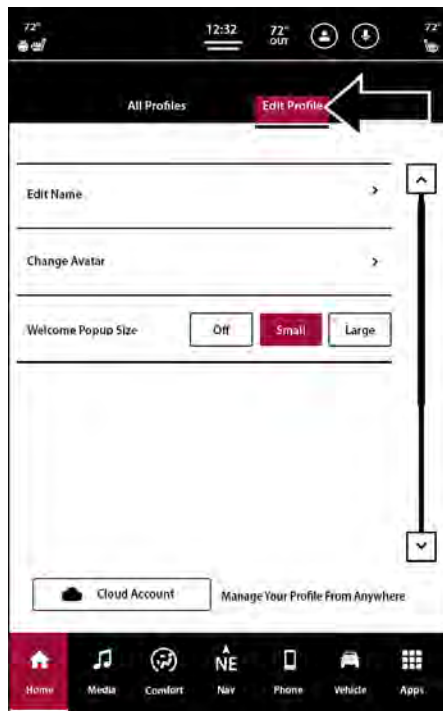 72° 12:32 72° OUT 72°
All Profiles Edit Profile
Edit Name
Change Avatar
Welcome Popup Size Off Small Large
Cloud Account Manage Your Profile From Anywhere
NE
Home Media Comfort Nav Phone Vehicle Apps